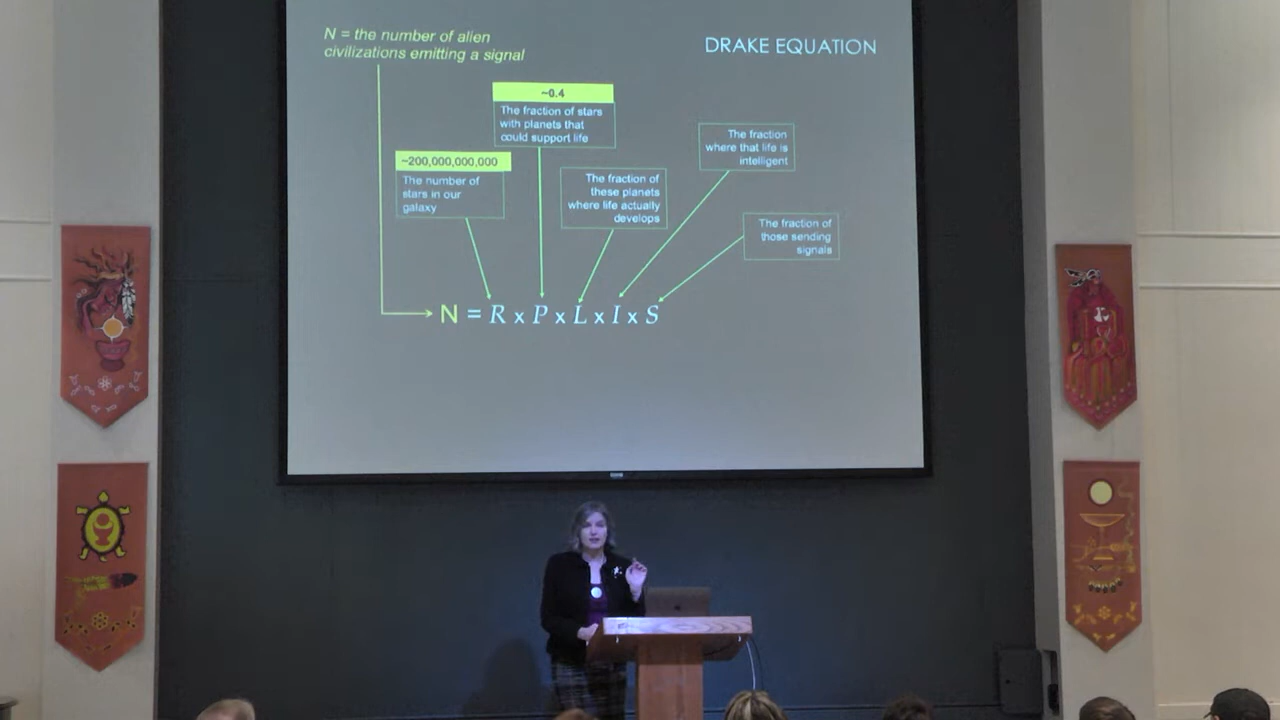 N = the number of alien
civilizations emitting a signal
DRAKE EQUATION
~0.4
The fraction of stars
with planets that
could support life
~200,000,000,000
The number of
stars in our
galaxy
The fraction of
these planets
where life actually
develops
The fraction
where that life is
intelligent
The fraction of
those sending
signals
N = R x P x L x I x S